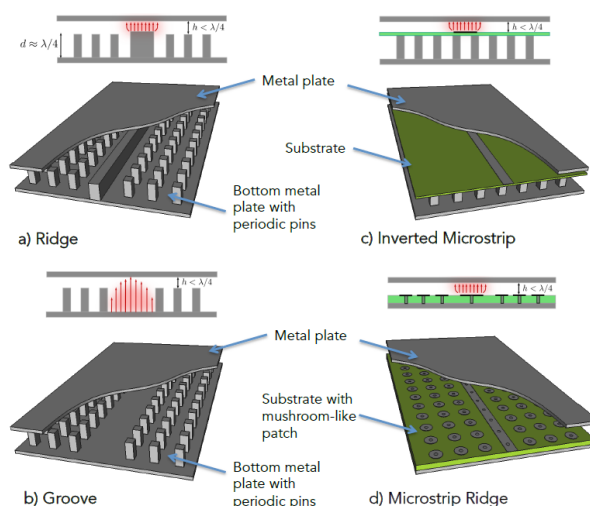 h < λ/4
d ≈ λ/4
h < λ/4
Metal plate
Substrate
Bottom metal
plate with
periodic pins
a) Ridge
c) Inverted Microstrip
h < λ/4
h < λ/4
Metal plate
Substrate with
mushroom-like
patch
Bottom metal
plate with
periodic pins
b) Groove
d) Microstrip Ridge